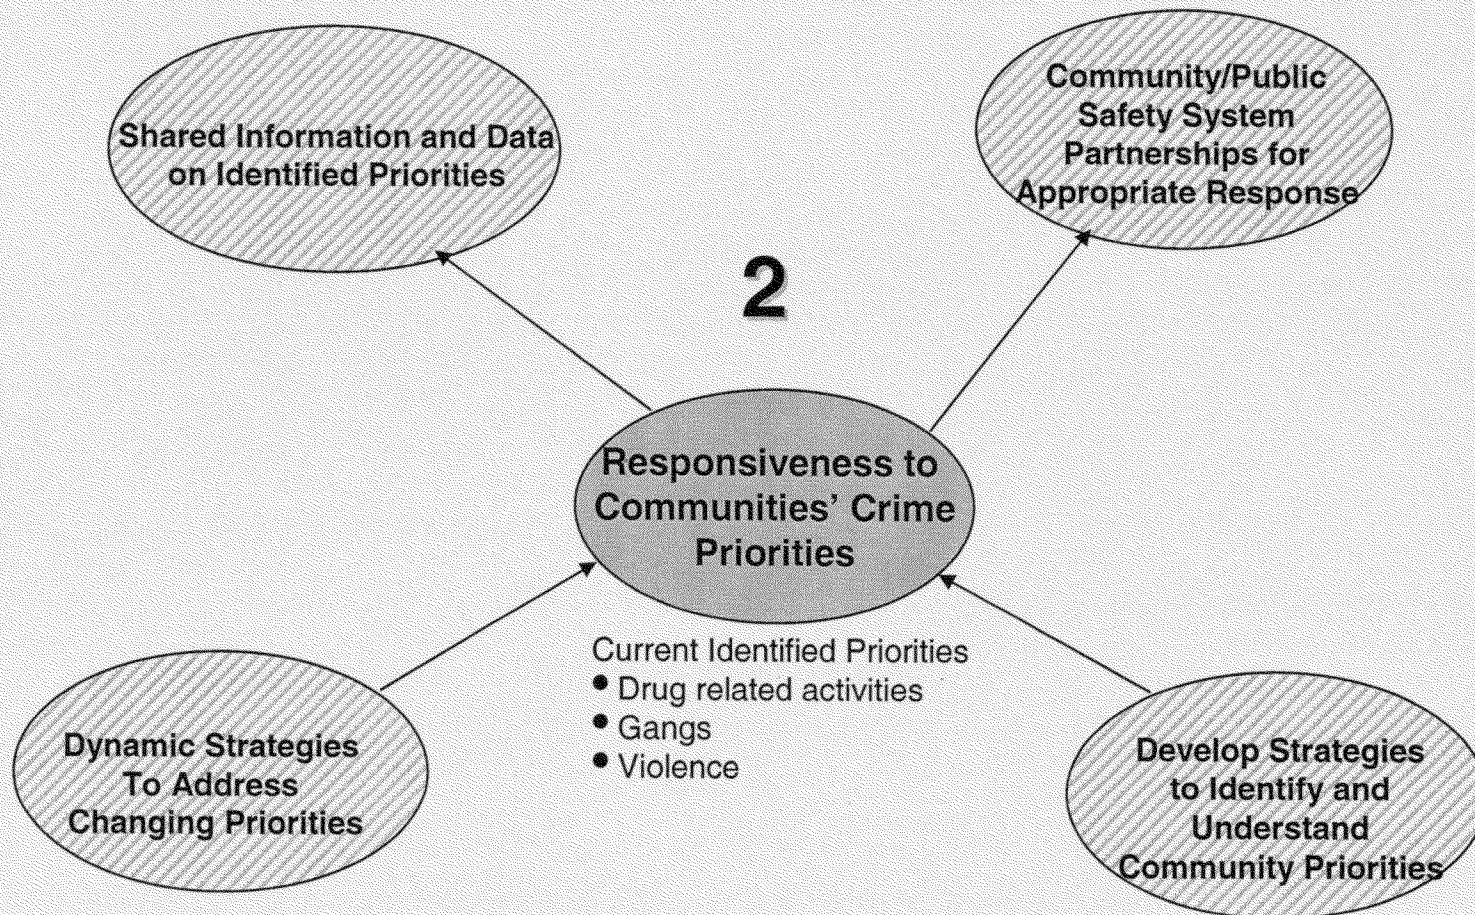 Shared Information and Data
on Identified Priorities
Community/Public
Safety System
Partnerships for
Appropriate Response
2
Responsiveness to
Communities’ Crime
Priorities
Current Identified Priorities
• Drug related activities
• Gangs
• Violence
Dynamic Strategies
To Address
Changing Priorities
Develop Strategies
to Identify and
Understand
Community Priorities